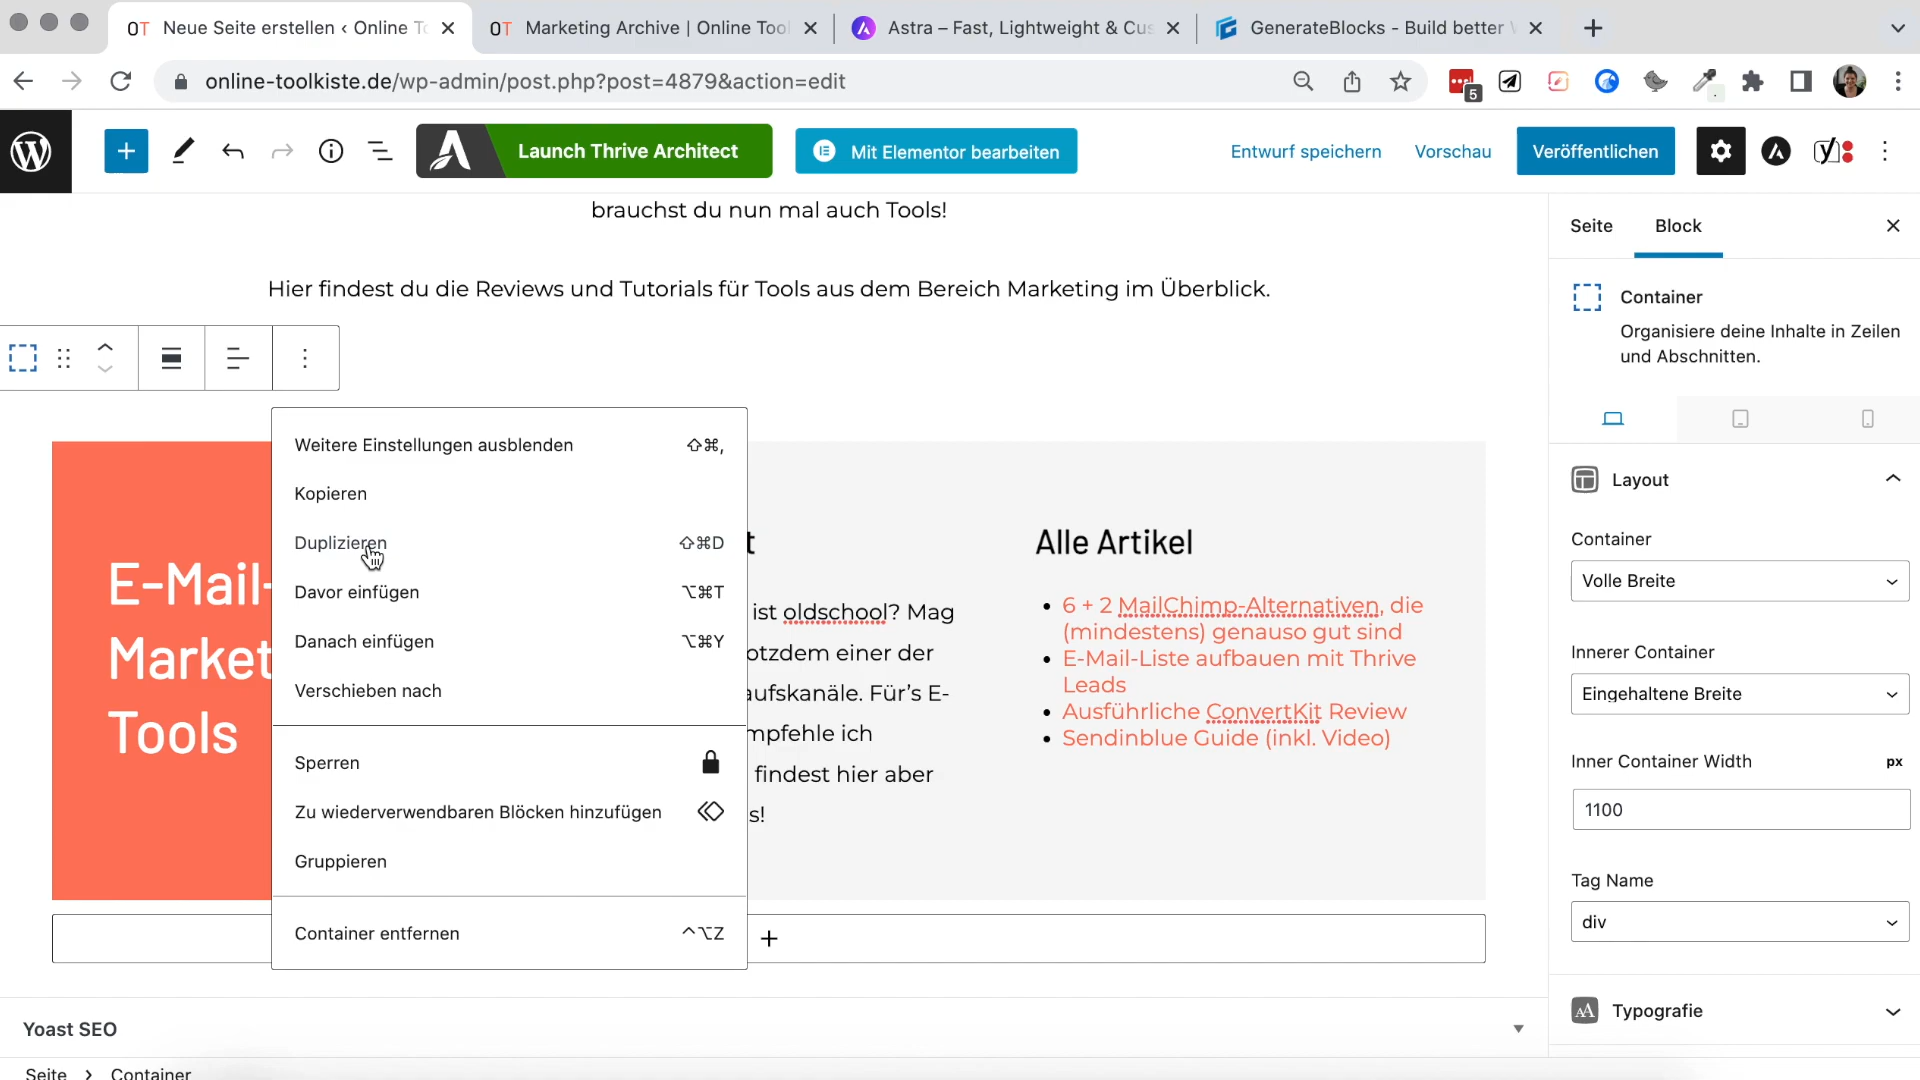 OT Neue Seite erstellen ‹ Online T
OT Marketing Archive | Online Tool
Astra – Fast, Lightweight & Cus
GenerateBlocks - Build better W
online-toolkiste.de/wp-admin/post.php?post=4879&action=edit
5
Launch Thrive Architect
Mit Elementor bearbeiten
Entwurf speichern
Vorschau
Veröffentlichen
brauchst du nun mal auch Tools!
Hier findest du die Reviews und Tutorials für Tools aus dem Bereich Marketing im Überblick.
Weitere Einstellungen ausblenden ⇧⌘,
Kopieren
Duplizieren ⇧⌘D
Davor einfügen ⌥⌘T
Danach einfügen ⌥⌘Y
Verschieben nach
Sperren
Zu wiederverwendbaren Blöcken hinzufügen
Gruppieren
Container entfernen ^⌥Z
E-Mail-
Market
Tools
t
ist oldschool? Mag
otzdem einer der
aufskanäle. Für's E-
mpfehle ich
findest hier aber
s!
Alle Artikel
• 6 + 2 MailChimp-Alternativen, die
(mindestens) genauso gut sind
• E-Mail-Liste aufbauen mit Thrive
Leads
• Ausführliche ConvertKit Review
• Sendinblue Guide (inkl. Video)
Yoast SEO
Seite › Container
Seite
Block
Container
Organisiere deine Inhalte in Zeilen
und Abschnitten.
Layout
Container
Volle Breite
Innerer Container
Eingehaltene Breite
Inner Container Width px
1100
Tag Name
div
Typografie